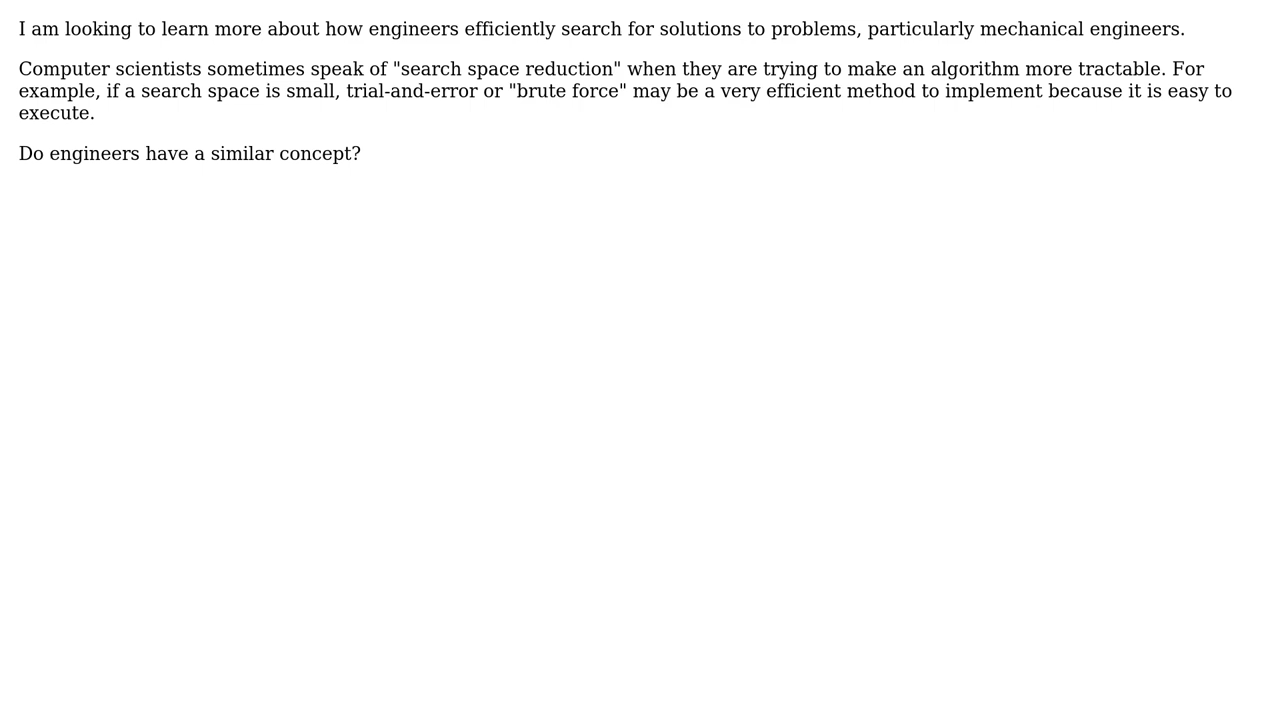 I am looking to learn more about how engineers efficiently search for solutions to problems, particularly mechanical engineers.
Computer scientists sometimes speak of "search space reduction" when they are trying to make an algorithm more tractable. For
example, if a search space is small, trial-and-error or "brute force" may be a very efficient method to implement because it is easy to
execute.
Do engineers have a similar concept?